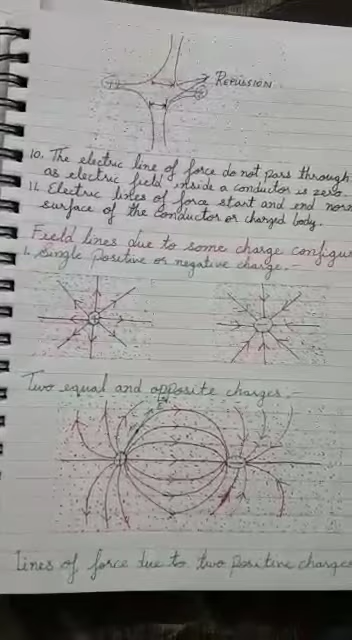 REPULSION
10. The electric line of force do not pass through
as electric field inside a conductor is zero.
11. Electric lines of force start and end
surface of the conductor or charged body.
Field lines due to some charge
1. Single positive or negative charge. -
Two equal and opposite charges. -
Lines of force due to two positive charges